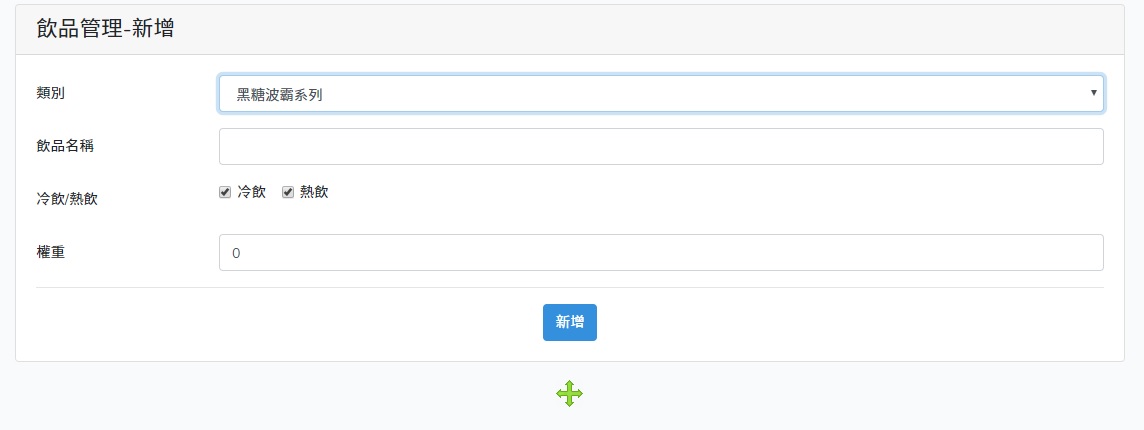 飲品管理-新增
類別 黑糖波霸系列
飲品名稱
冷飲/熱飲 冷飲 熱飲
權重 0
新增